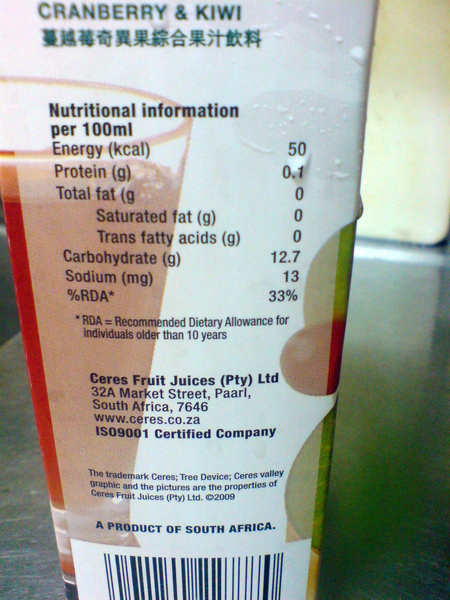 CRANBERRY & KIWI
蔓越莓奇異果綜合果汁飲料
Nutritional information
per 100ml
Energy (kcal) 50
Protein (g) 0.1
Total fat (g 0
Saturated fat (g) 0
Trans fatty acids (g) 0
Carbohydrate (g) 12.7
Sodium (mg) 13
%RDA* 33%
*RDA = Recommended Dietary Allowance for
individuals older than 10 years
Ceres Fruit Juices (Pty) Ltd
32A Market Street, Paarl,
South Africa, 7646
www.ceres.co.za
ISO9001 Certified Company
The trademark Ceres; Tree Device; Ceres valley
graphic and the pictures are the properties of
Ceres Fruit Juices (Pty) Ltd. ©2009
A PRODUCT OF SOUTH AFRICA.